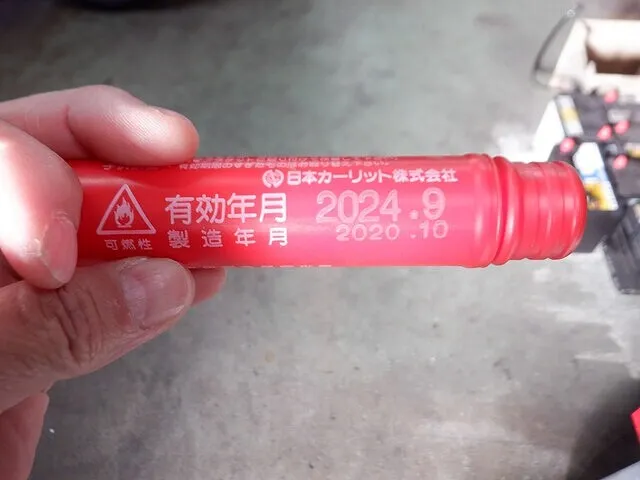 日本カーリット株式会社
有効年月 2024.9
可燃性 製造年月 2020.10